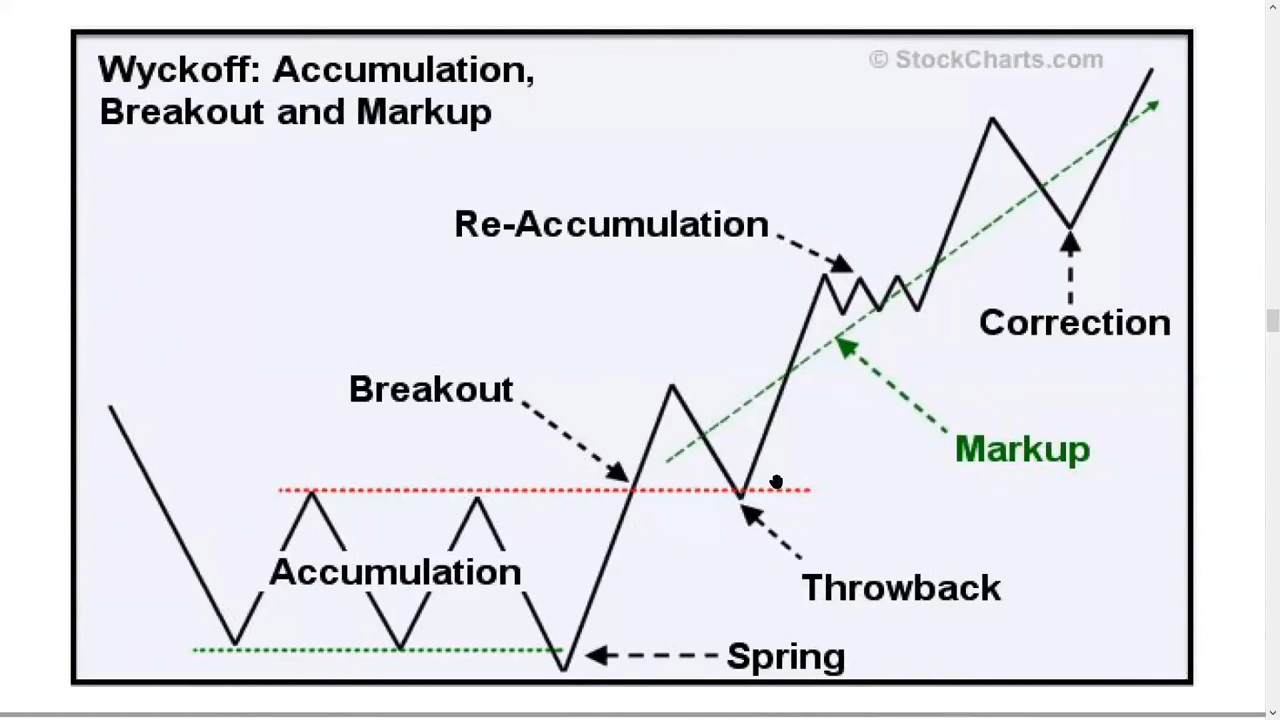 Wyckoff: Accumulation,
Breakout and Markup
© StockCharts.com
Re-Accumulation
Correction
Breakout
Markup
Accumulation
Throwback
Spring